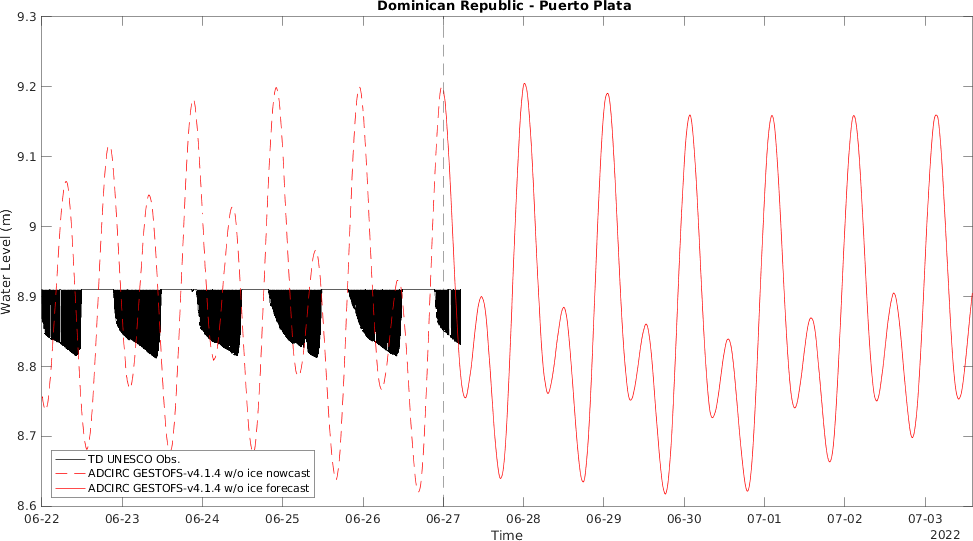 Dominican Republic - Puerto Plata
9.3
9.2
9.1
9
8.9
8.8
8.7
8.6
Water Level (m)
TD UNESCO Obs.
ADCIRC GESTOFS-v4.1.4 w/o ice nowcast
ADCIRC GESTOFS-v4.1.4 w/o ice forecast
06-22 06-23 06-24 06-25 06-26 06-27 06-28 06-29 06-30 07-01 07-02 07-03
Time
2022